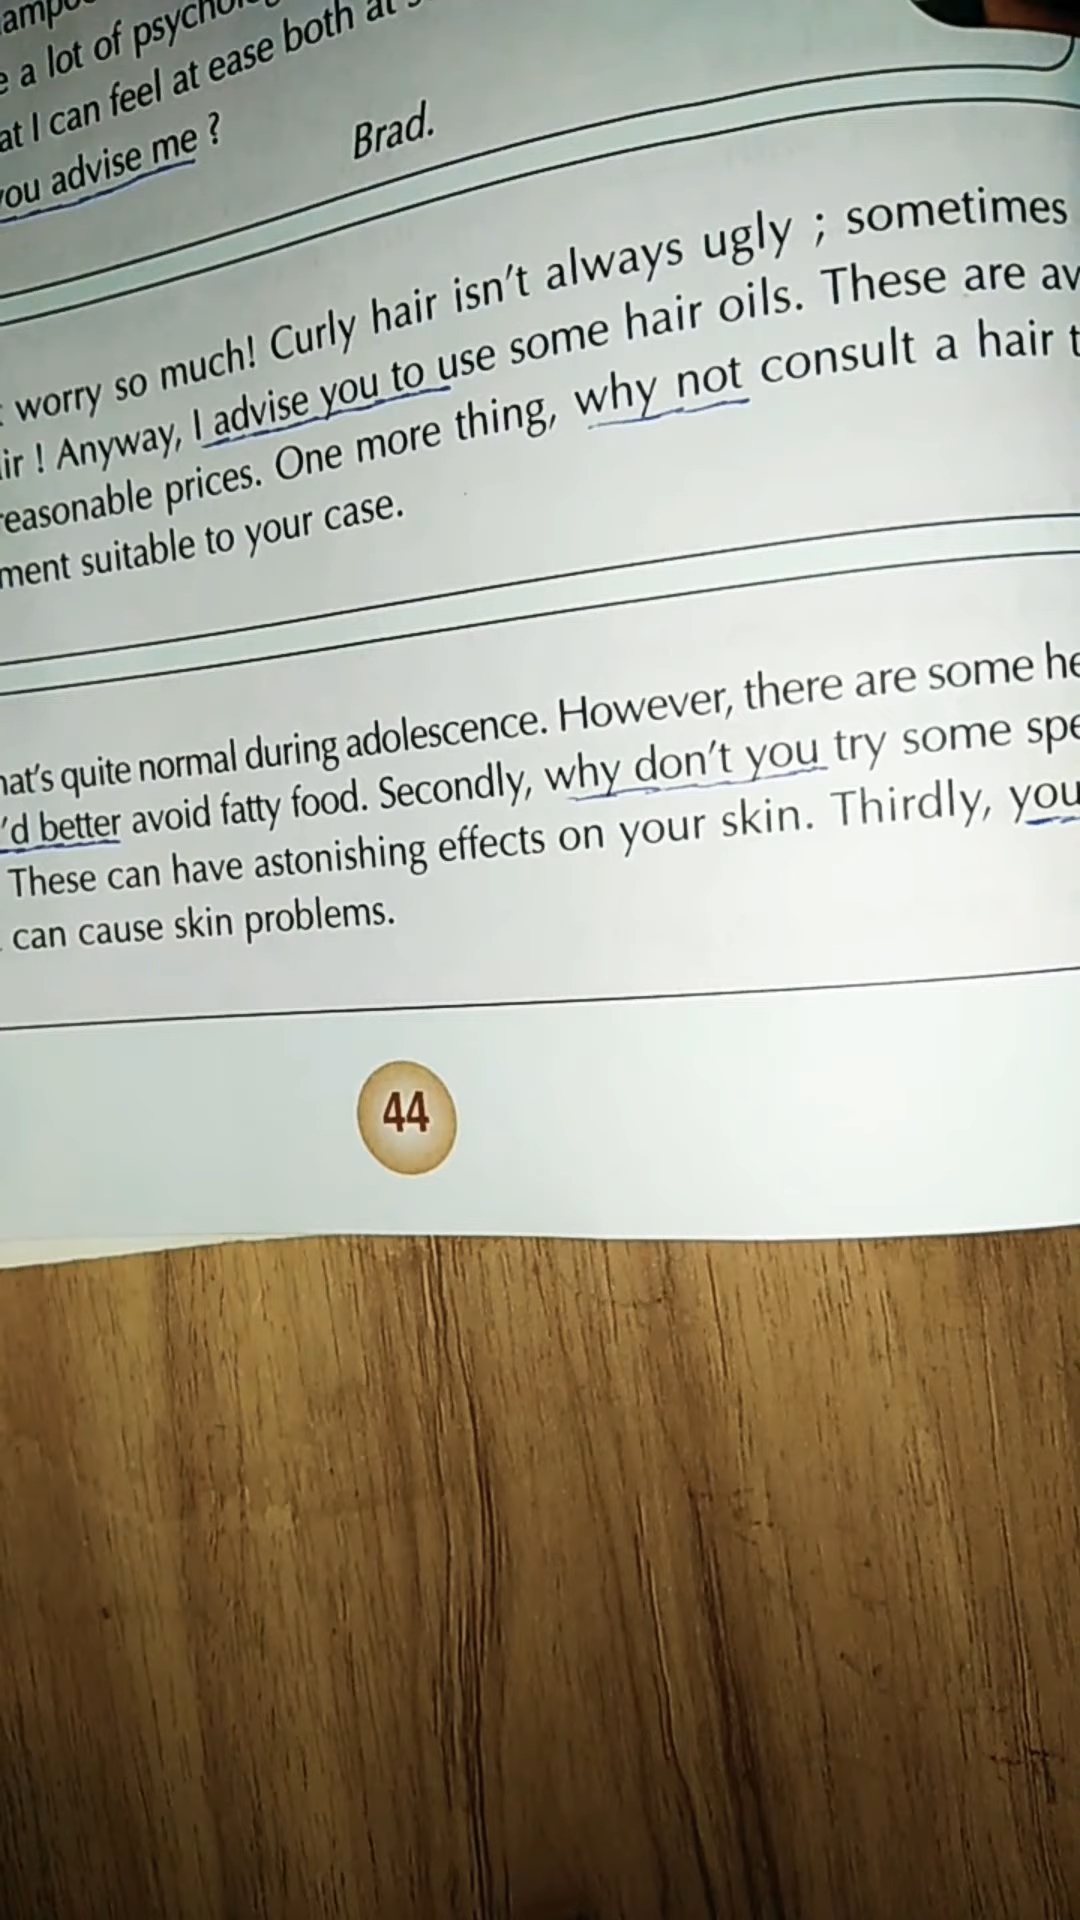 a lot of psycho
at I can feel at ease both at
you advise me ?
Brad.
worry so much! Curly hair isn't always ugly ; sometimes
ir ! Anyway, I advise you to use some hair oils. These are av
reasonable prices. One more thing, why not consult a hair t
ment suitable to your case.
hat's quite normal during adolescence. However, there are some he
'd better avoid fatty food. Secondly, why don't you try some spe
These can have astonishing effects on your skin. Thirdly, you
can cause skin problems.
44